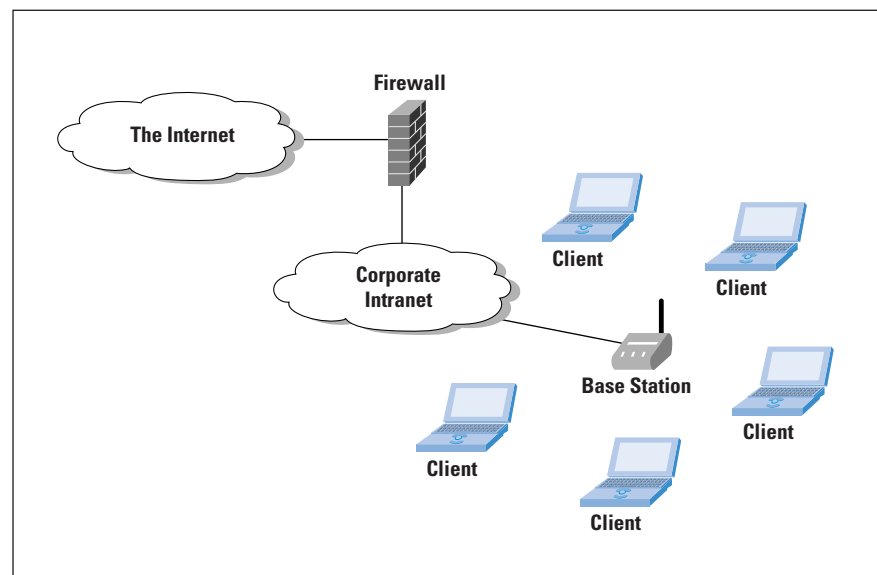 Firewall
The Internet
Client
Corporate
Intranet
Client
Base Station
Client
Client
Client